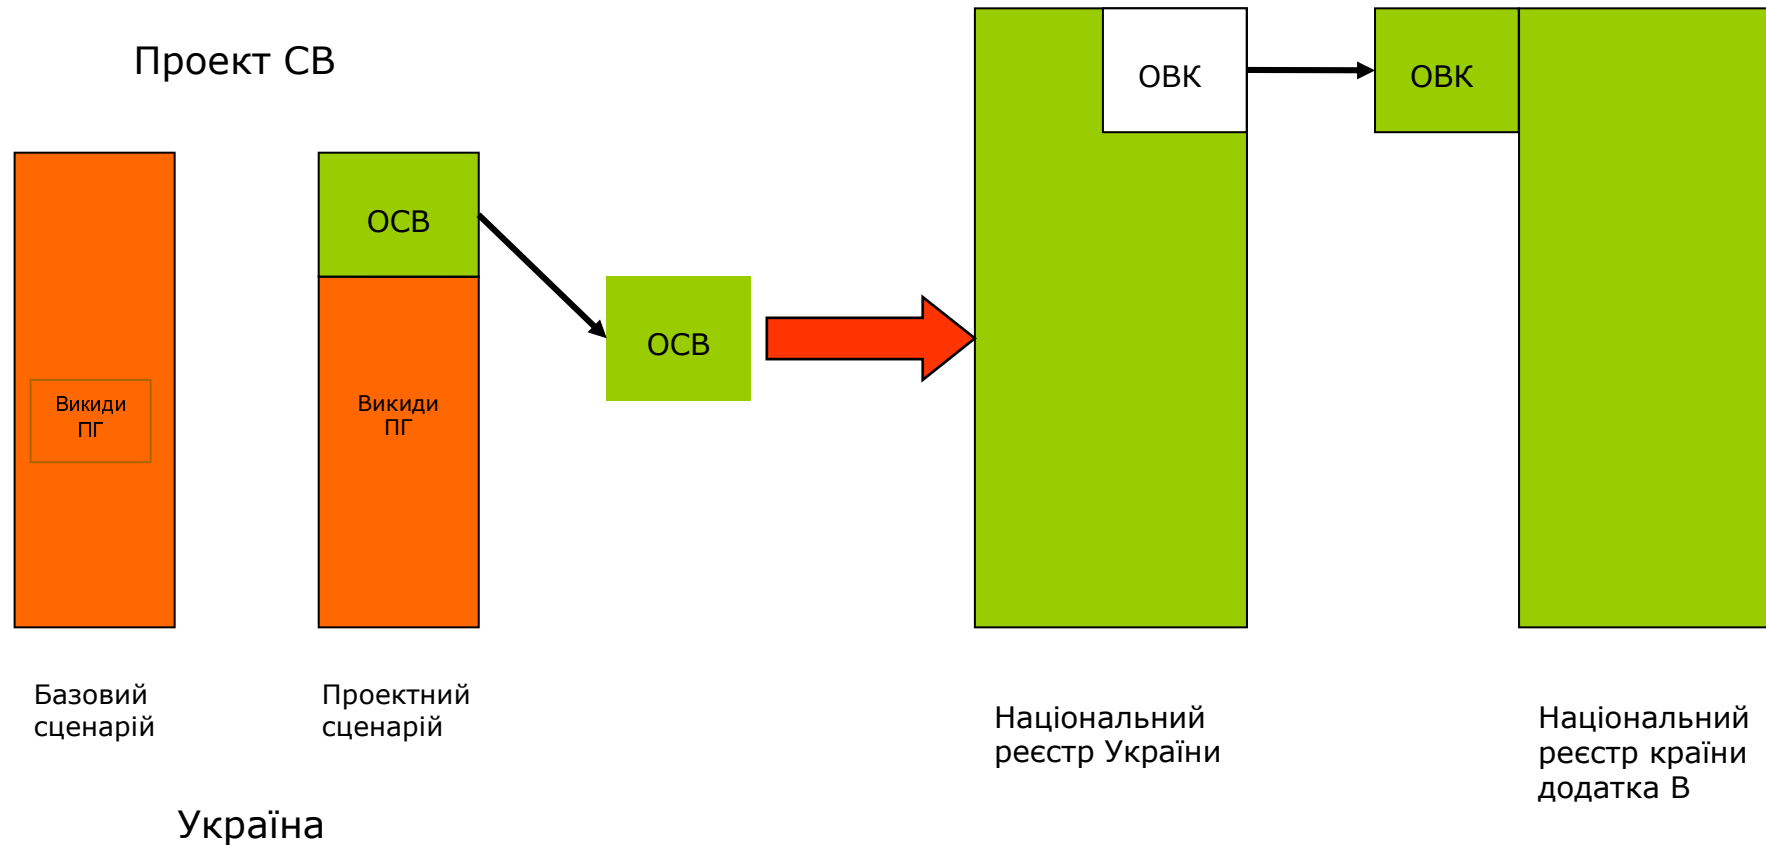 Проект СВ
ОВК
ОВК
ОСВ
ОСВ
Викиди
ПГ
Викиди
ПГ
Базовий
сценарій
Проектний
сценарій
Національний
реєстр України
Національний
реєстр країни
додатка В
Україна